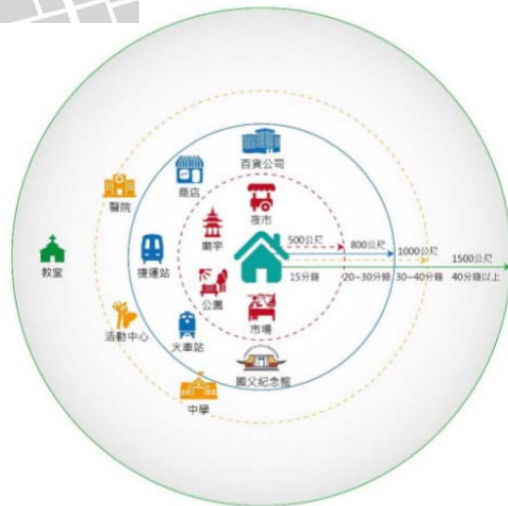 百貨公司
商店
醫院
夜市
廟宇
500公尺
800公尺
1000公尺
1500公尺
教堂
捷運站
15分鐘
20~30分鐘
30~40分鐘
40分鐘以上
公園
市場
活動中心
火車站
國父紀念館
中學